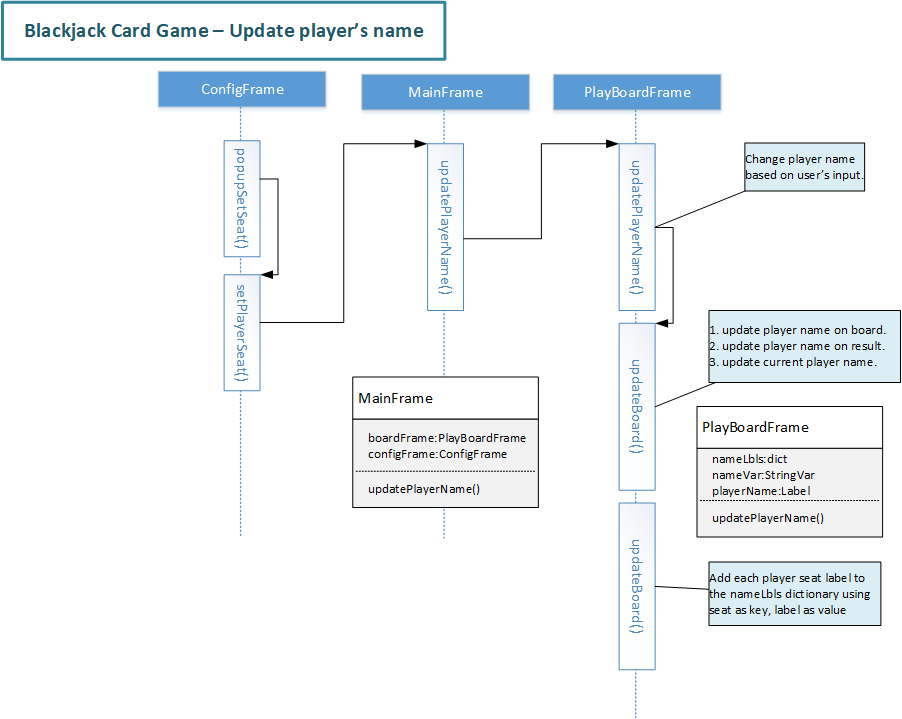 Blackjack Card Game – Update player’s name
ConfigFrame
MainFrame
PlayBoardFrame
popupSetSeat()
setPlayerSeat()
updatePlayerName()
updatePlayerName()
Change player name
based on user’s input.
updateBoard()
1. update player name on board.
2. update player name on result.
3. update current player name.
MainFrame
boardFrame:PlayBoardFrame
configFrame:ConfigFrame
updatePlayerName()
PlayBoardFrame
nameLbls:dict
nameVar:StringVar
playerName:Label
updatePlayerName()
updateBoard()
Add each player seat label to
the nameLbls dictionary using
seat as key, label as value